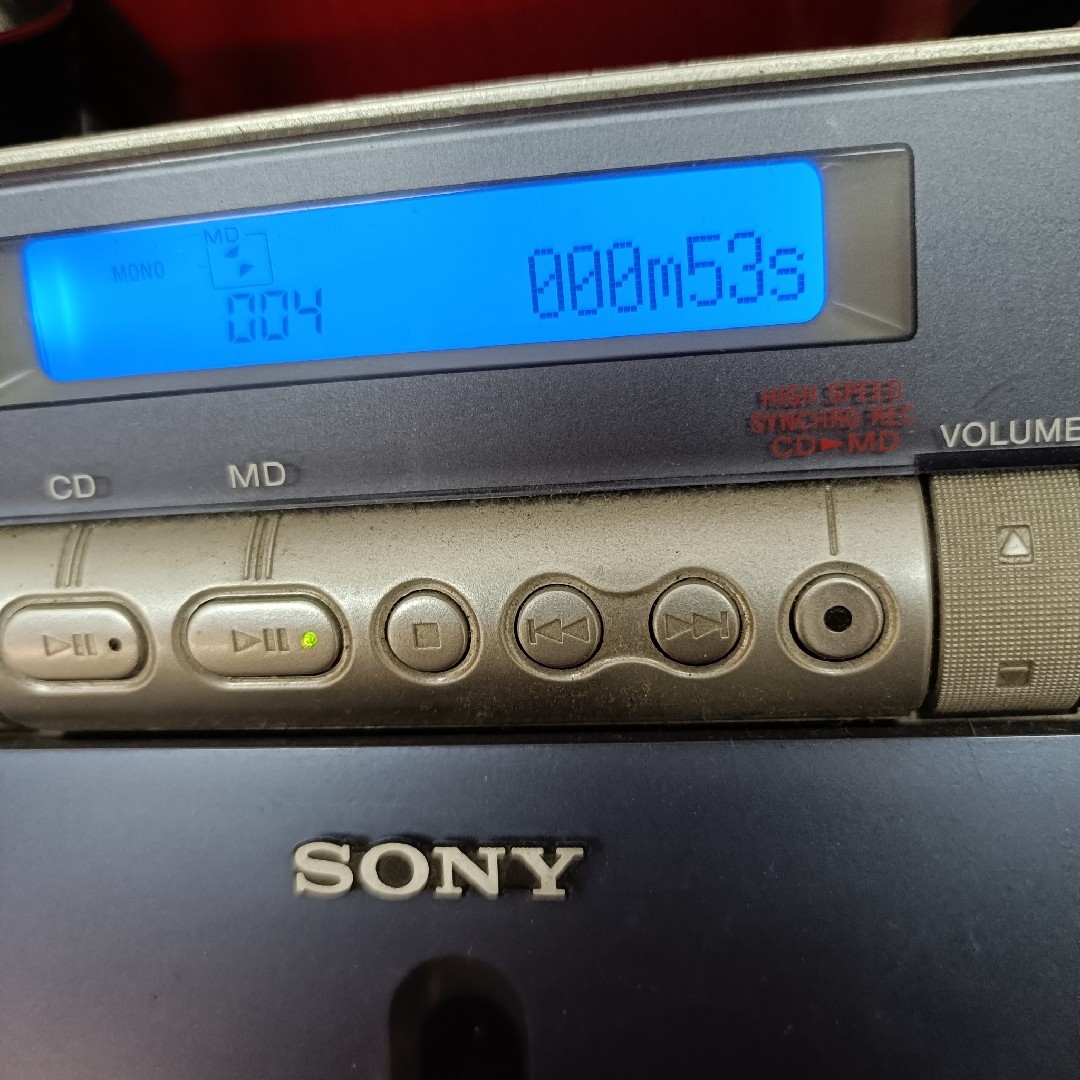 MD
MONO
004 000m53s
HIGH SPEED
SYNCHRO REC
CD►MD
VOLUME
CD MD
SONY